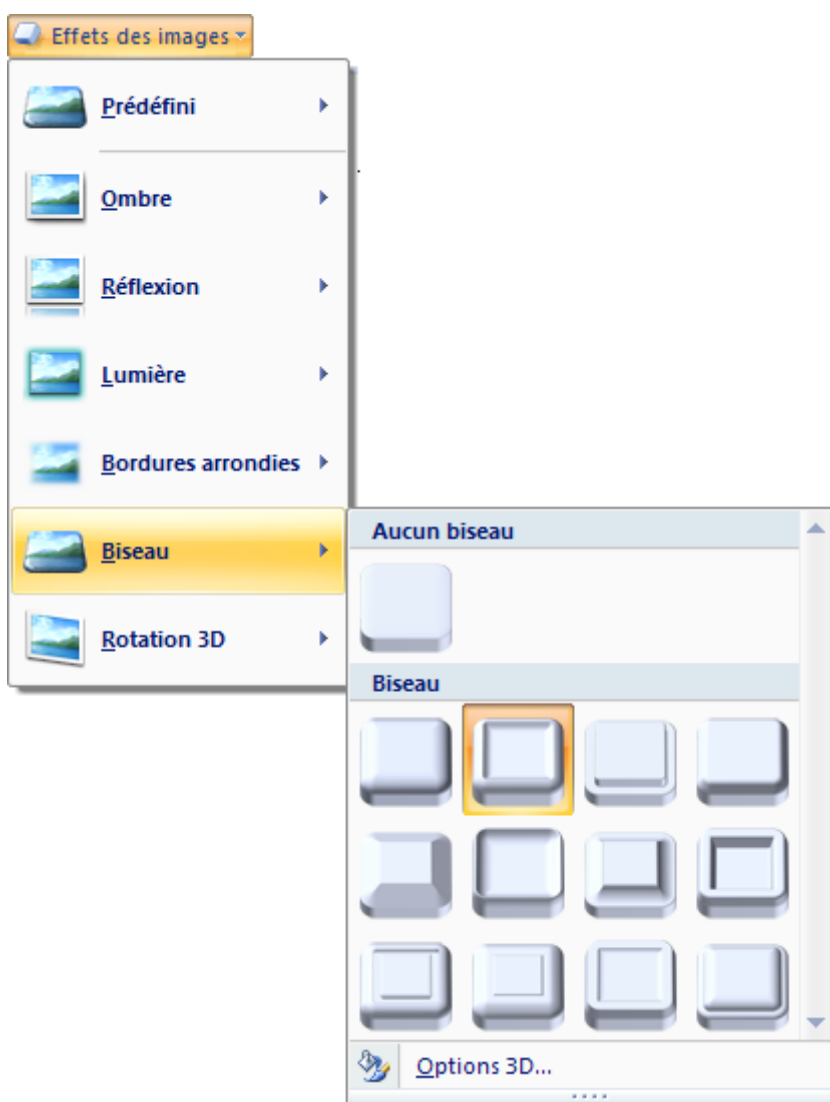 Effets des images
Prédéfini
Ombre
Réflexion
Lumière
Bordures arrondies
Biseau
Rotation 3D
Aucun biseau
Biseau
Options 3D...